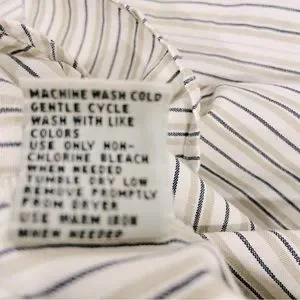 MACHINE WASH COLD
GENTLE CYCLE
WASH WITH LIKE
COLORS
USE ONLY NON-
CHLORINE BLEACH
WHEN NEEDED
TUMBLE DRY LOW
REMOVE PROMPTLY
FROM DRYER
USE WARM IRON
WHEN NEEDED